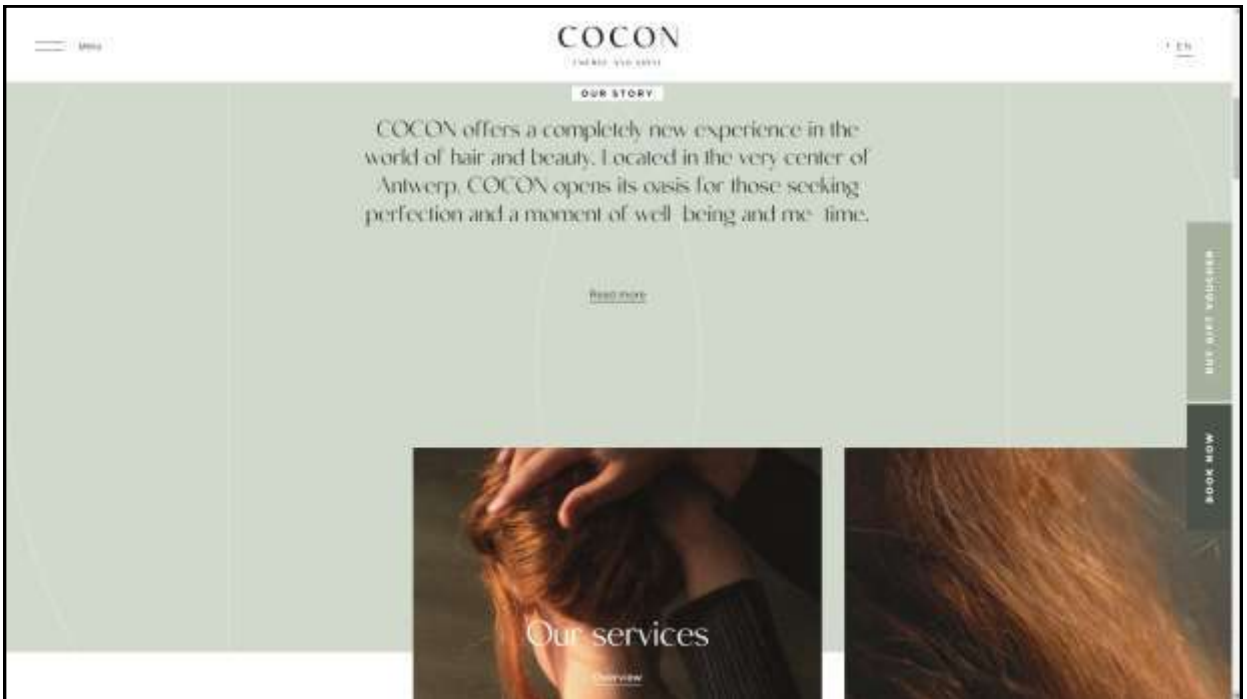 Menu
COCON
EN
OUR STORY
COCON offers a completely new experience in the
world of hair and beauty. Located in the very center of
Antwerp, COCON opens its oasis for those seeking
perfection and a moment of well-being and me-time.
Read more
BUY GIFT VOUCHER
BOOK NOW
Our services
Overview